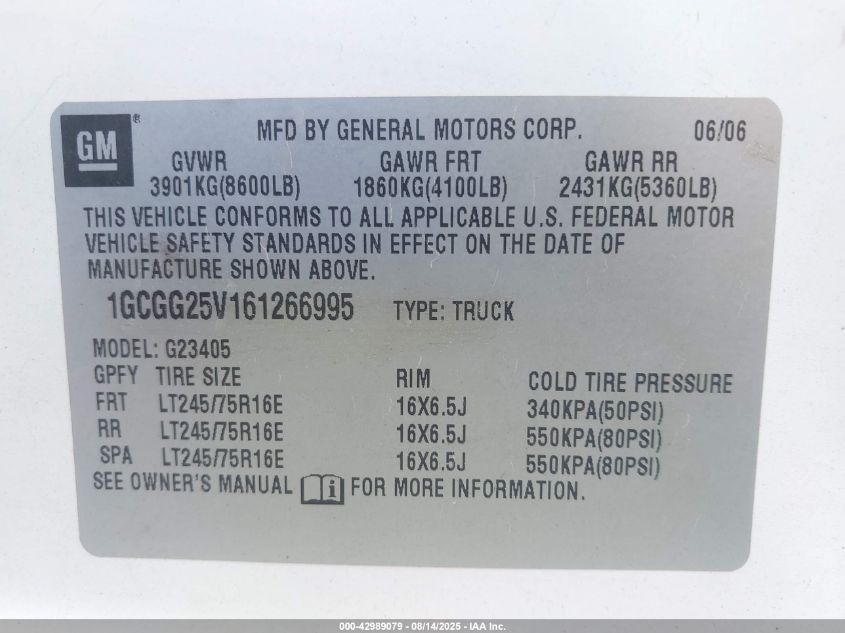 GM ®
MFD BY GENERAL MOTORS CORP. 06/06
GVWR GAWR FRT GAWR RR
3901KG(8600LB) 1860KG(4100LB) 2431KG(5360LB)
THIS VEHICLE CONFORMS TO ALL APPLICABLE U.S. FEDERAL MOTOR
VEHICLE SAFETY STANDARDS IN EFFECT ON THE DATE OF
MANUFACTURE SHOWN ABOVE.
1GCGG25V161266995 TYPE: TRUCK
MODEL: G23405
GPFY TIRE SIZE RIM COLD TIRE PRESSURE
FRT LT245/75R16E 16X6.5J 340KPA(50PSI)
RR LT245/75R16E 16X6.5J 550KPA(80PSI)
SPA LT245/75R16E 16X6.5J 550KPA(80PSI)
SEE OWNER'S MANUAL i FOR MORE INFORMATION.
000-42989079 - 08/14/2025 - IAA Inc.